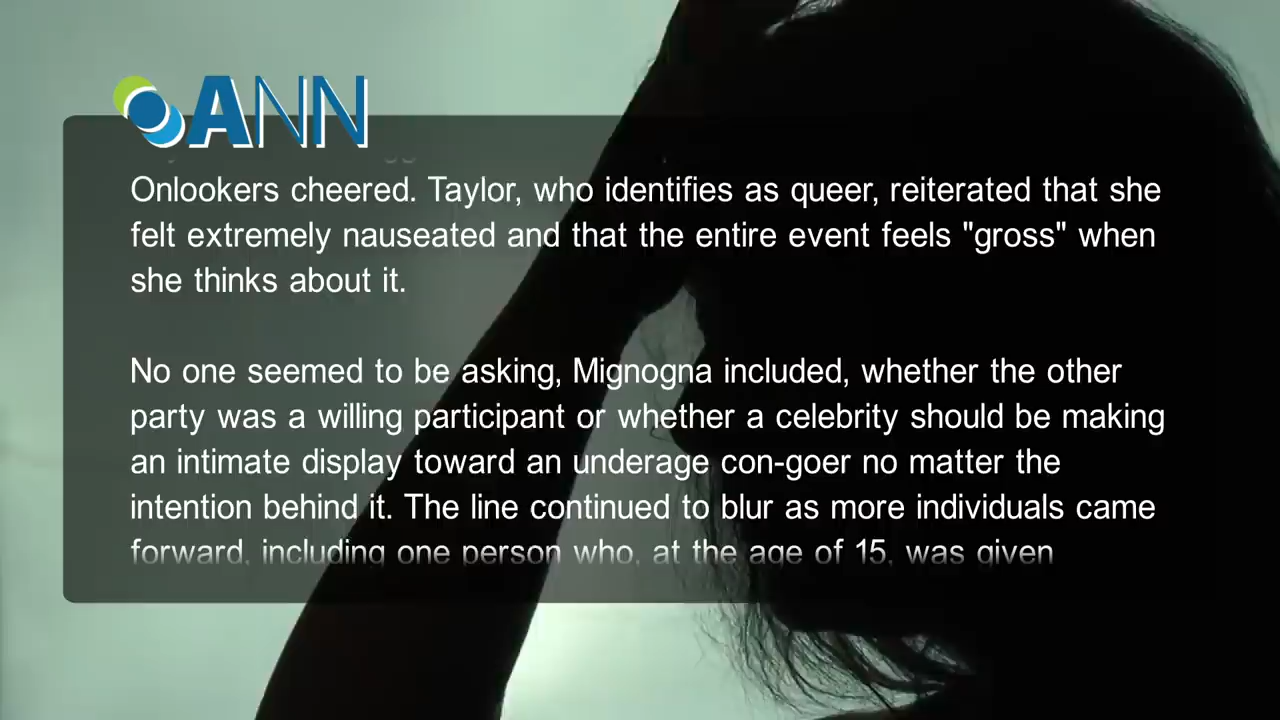 ANN
Onlookers cheered. Taylor, who identifies as queer, reiterated that she
felt extremely nauseated and that the entire event feels "gross" when
she thinks about it.
No one seemed to be asking, Mignogna included, whether the other
party was a willing participant or whether a celebrity should be making
an intimate display toward an underage con-goer no matter the
intention behind it. The line continued to blur as more individuals came
forward, including one person who, at the age of 15, was given